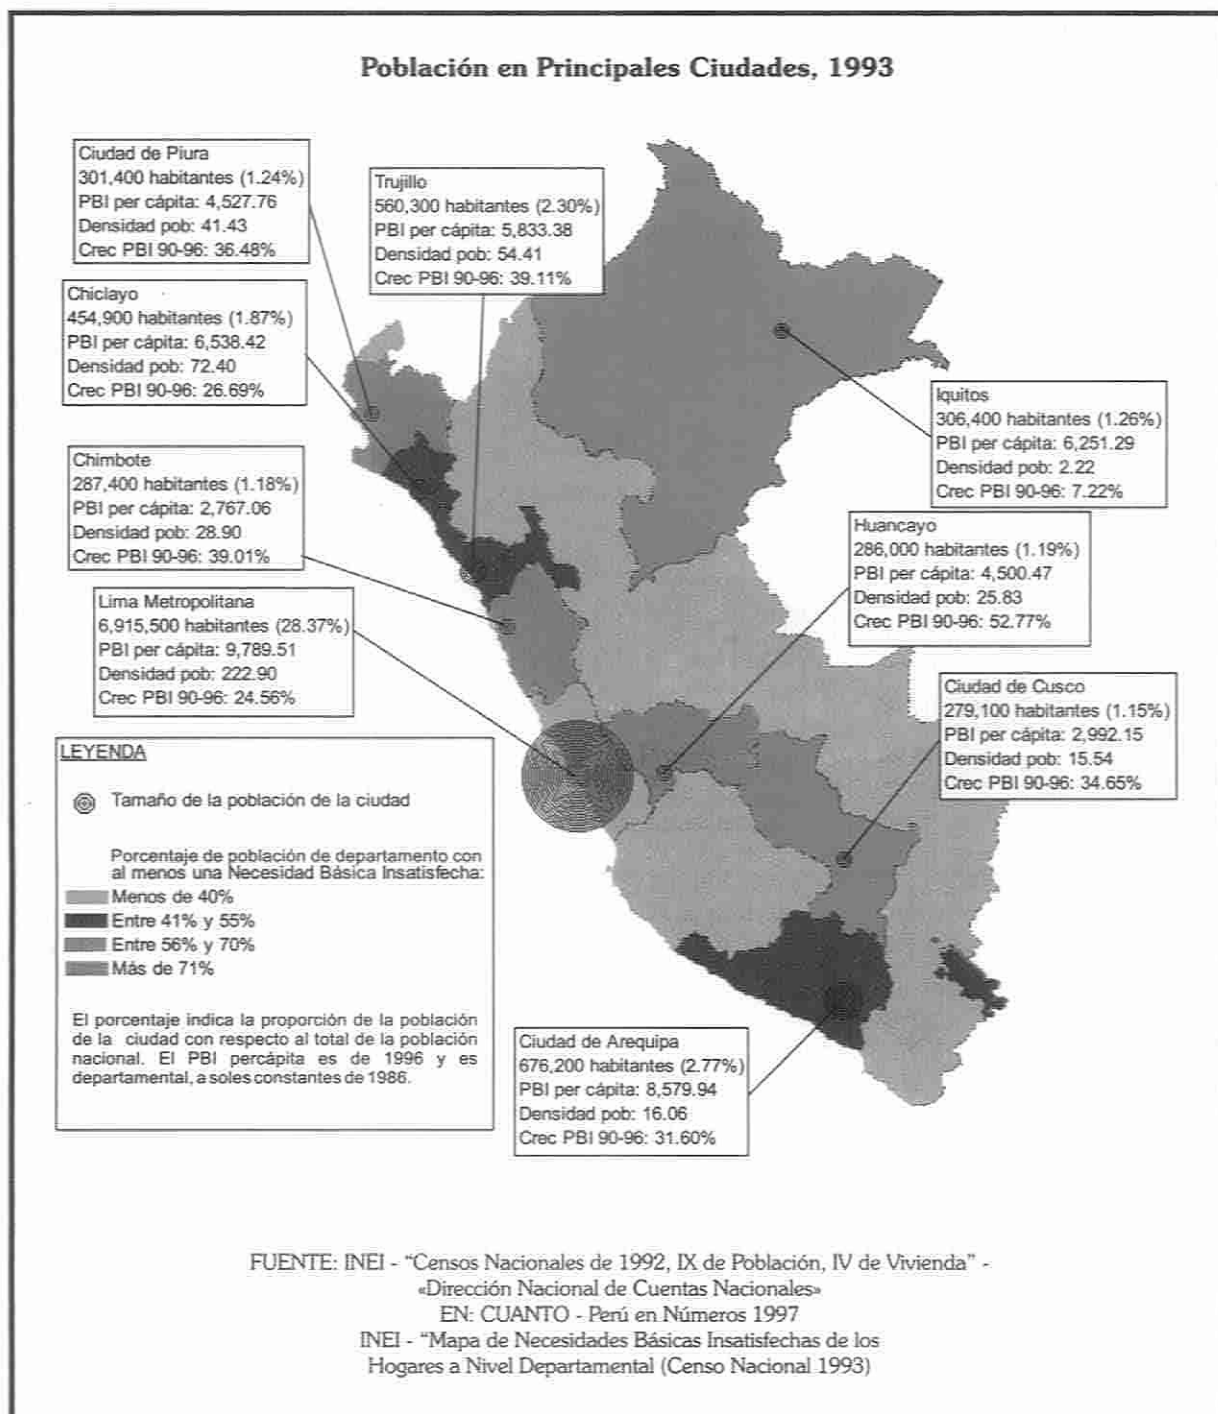 Población en Principales Ciudades, 1993
Ciudad de Piura
301,400 habitantes (1.24%)
PBI per cápita: 4,527.76
Densidad pob: 41.43
Crec PBI 90-96: 36.48%
Trujillo
560,300 habitantes (2.30%)
PBI per cápita: 5,833.38
Densidad pob: 54.41
Crec PBI 90-96: 39.11%
Chiclayo
454,900 habitantes (1.87%)
PBI per cápita: 6,538.42
Densidad pob: 72.40
Crec PBI 90-96: 26.69%
Iquitos
306,400 habitantes (1.26%)
PBI per cápita: 6,251.29
Densidad pob: 2.22
Crec PBI 90-96: 7.22%
Chimbote
287,400 habitantes (1.18%)
PBI per cápita: 2,767.06
Densidad pob: 28.90
Crec PBI 90-96: 39.01%
Huancayo
286,000 habitantes (1.19%)
PBI per cápita: 4,500.47
Densidad pob: 25.83
Crec PBI 90-96: 52.77%
Lima Metropolitana
6,915,500 habitantes (28.37%)
PBI per cápita: 9,789.51
Densidad pob: 222.90
Crec PBI 90-96: 24.56%
Ciudad de Cusco
279,100 habitantes (1.15%)
PBI per cápita: 2,992.15
Densidad pob: 15.54
Crec PBI 90-96: 34.65%
LEYENDA
Tamaño de la población de la ciudad
Porcentaje de población de departamento con
al menos una Necesidad Básica Insatisfecha:
Menos de 40%
Entre 41% y 55%
Entre 56% y 70%
Más de 71%
El porcentaje indica la proporción de la población
de la ciudad con respecto al total de la población
nacional. El PBI percápita es de 1996 y es
departamental, a soles constantes de 1986.
Ciudad de Arequipa
676,200 habitantes (2.77%)
PBI per cápita: 8,579.94
Densidad pob: 16.06
Crec PBI 90-96: 31.60%
FUENTE: INEI - “Censos Nacionales de 1992, IX de Población, IV de Vivienda” -
«Dirección Nacional de Cuentas Nacionales»
EN: CUANTO - Perú en Números 1997
INEI - “Mapa de Necesidades Básicas Insatisfechas de los
Hogares a Nivel Departamental (Censo Nacional 1993)